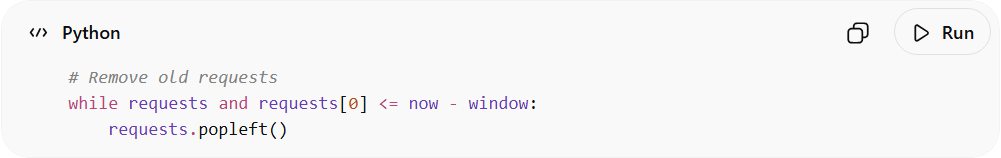 Python
Run
# Remove old requests
while requests and requests[0] <= now - window:
    requests.popleft()